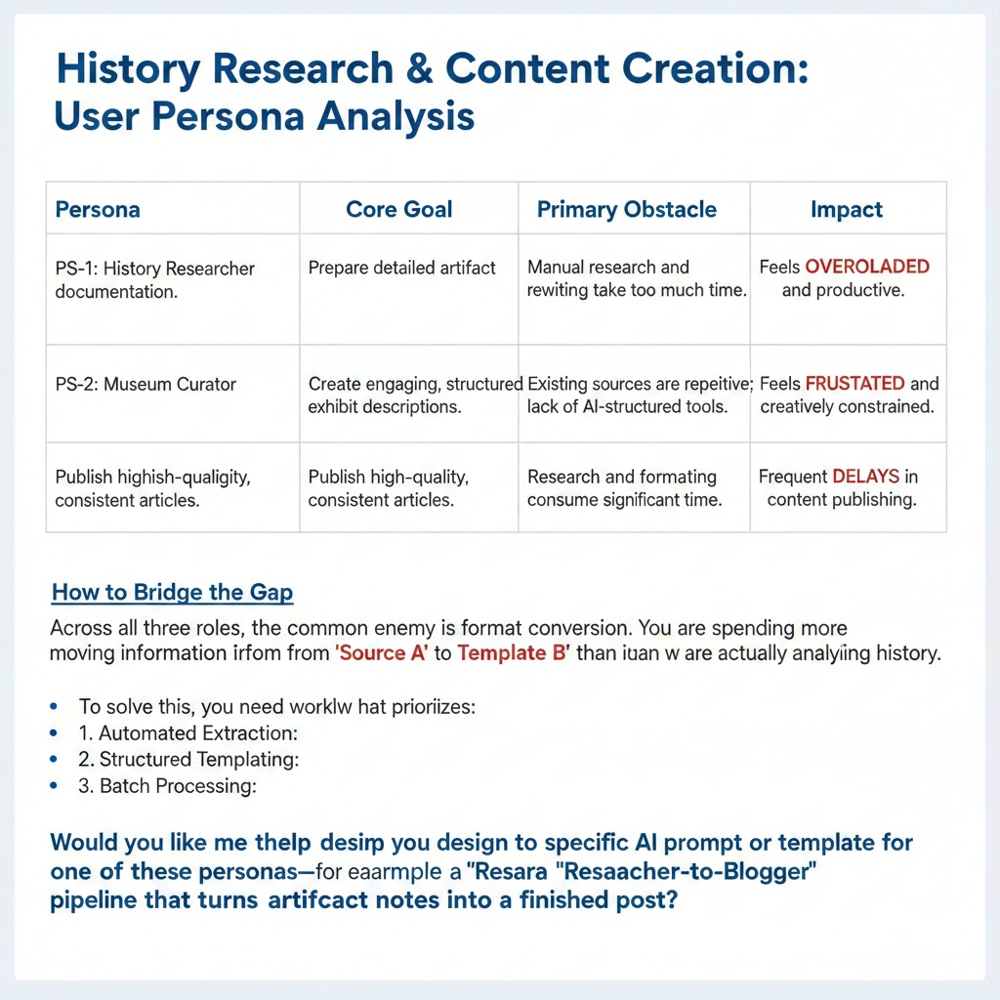 History Research & Content Creation:
User Persona Analysis
Persona
Core Goal
Primary Obstacle
Impact
PS-1: History Researcher
documentation.
Prepare detailed artifact
Manual research and
rewiting take too much time.
Feels OVEROLADED
and productive.
PS-2: Museum Curator
Create engaging, structured
exhibit descriptions.
Existing sources are repeitive;
lack of AI-structured tools.
Feels FRUSTATED and
creatively constrained.
Publish highish-qualigity,
consistent articles.
Publish high-quality,
consistent articles.
Research and formating
consume significant time.
Frequent DELAYS in
content publishing.
How to Bridge the Gap
Across all three roles, the common enemy is format conversion. You are spending more
moving information from 'Source A' to Template B' than w are actually analyiing history.
• To solve this, you need worklw hat prioriizes:
• 1. Automated Extraction:
• 2. Structured Templating:
• 3. Batch Processing:
Would you like me thelp desirp you design to specific AI prompt or template for
one of these personas—for eaarmple a "Resara "Resaacher-to-Blogger"
pipeline that turns artifcact notes into a finished post?